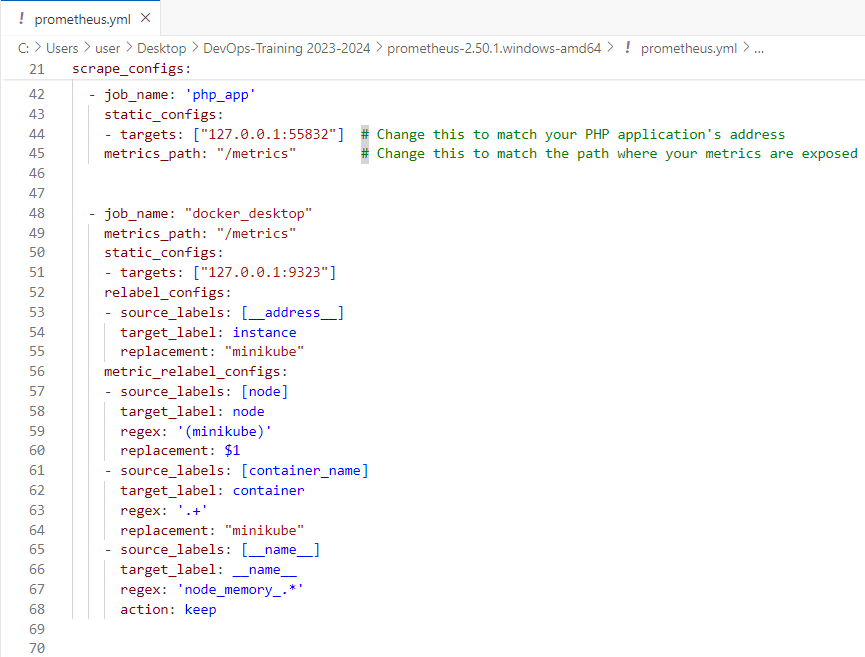 ! prometheus.yml ×
C: > Users > user > Desktop > DevOps-Training 2023-2024 > prometheus-2.50.1.windows-amd64 > ! prometheus.yml > ...
21 scrape_configs:
42   - job_name: 'php_app'
43     static_configs:
44     - targets: ["127.0.0.1:55832"]  # Change this to match your PHP application's address
45     metrics_path: "/metrics"        # Change this to match the path where your metrics are exposed
46
47
48   - job_name: "docker_desktop"
49     metrics_path: "/metrics"
50     static_configs:
51     - targets: ["127.0.0.1:9323"]
52     relabel_configs:
53     - source_labels: [__address__]
54       target_label: instance
55       replacement: "minikube"
56     metric_relabel_configs:
57     - source_labels: [node]
58       target_label: node
59       regex: '(minikube)'
60       replacement: $1
61     - source_labels: [container_name]
62       target_label: container
63       regex: '.+'
64       replacement: "minikube"
65     - source_labels: [__name__]
66       target_label: __name__
67       regex: 'node_memory_.*'
68       action: keep
69
70